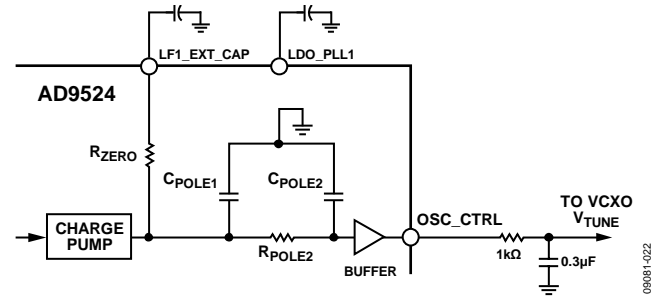 LF1_EXT_CAP
LDO_PLL1
AD9524
RZERO
CPOLE1
CPOLE2
CHARGE
PUMP
RPOLE2
BUFFER
OSC_CTRL
1kΩ
TO VCXO
VTUNE
0.3µF
09081-022